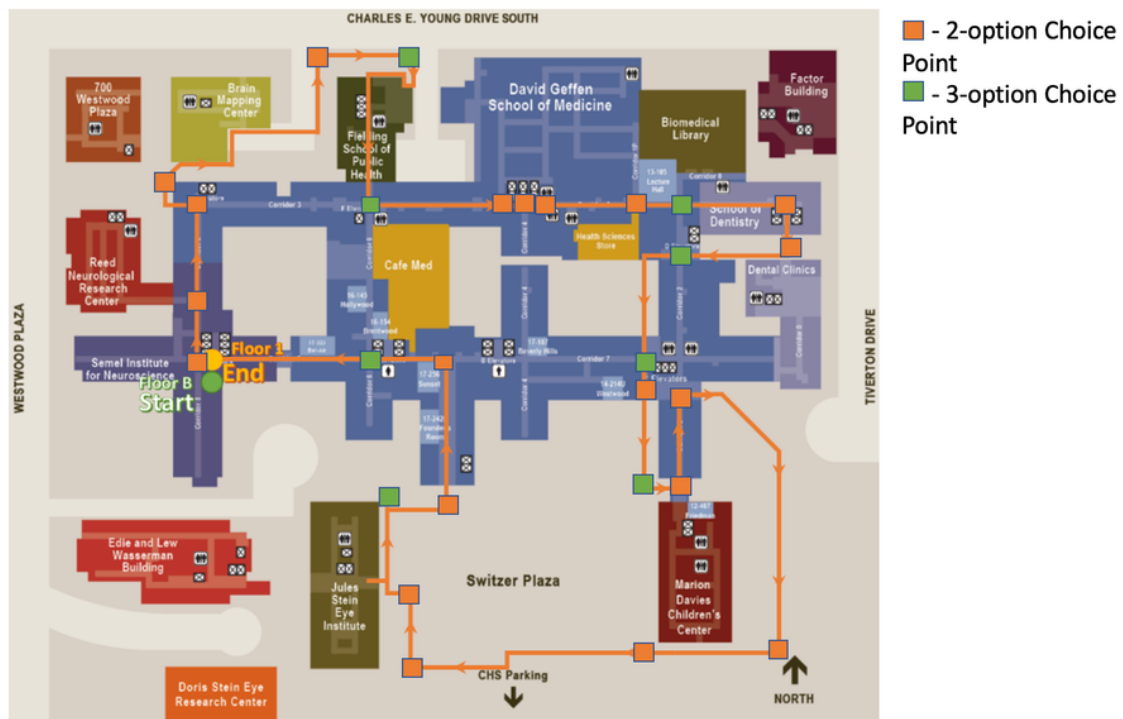 CHARLES E. YOUNG DRIVE SOUTH
- 2-option Choice
Point
- 3-option Choice
Point
700
Westwood
Plaza
Brain
Mapping
Center
Fielding
School of
Public
Health
David Geffen
School of Medicine
Biomedical
Library
Factor
Building
13-105
Lecture
Hall
Corridor 3
School of
Dentistry
Health Sciences
Store
Reed
Neurological
Research
Center
Cafe Med
Dental Clinics
WESTWOOD PLAZA
TIVERTON DRIVE
Semel Institute
for Neuroscience
Floor 1
End
Floor B
Start
Corridor 7
Edie and Lew
Wasserman
Building
Jules
Stein
Eye
Institute
Switzer Plaza
Marion
Davies
Children's
Center
CHS Parking
NORTH
Doris Stein Eye
Research Center